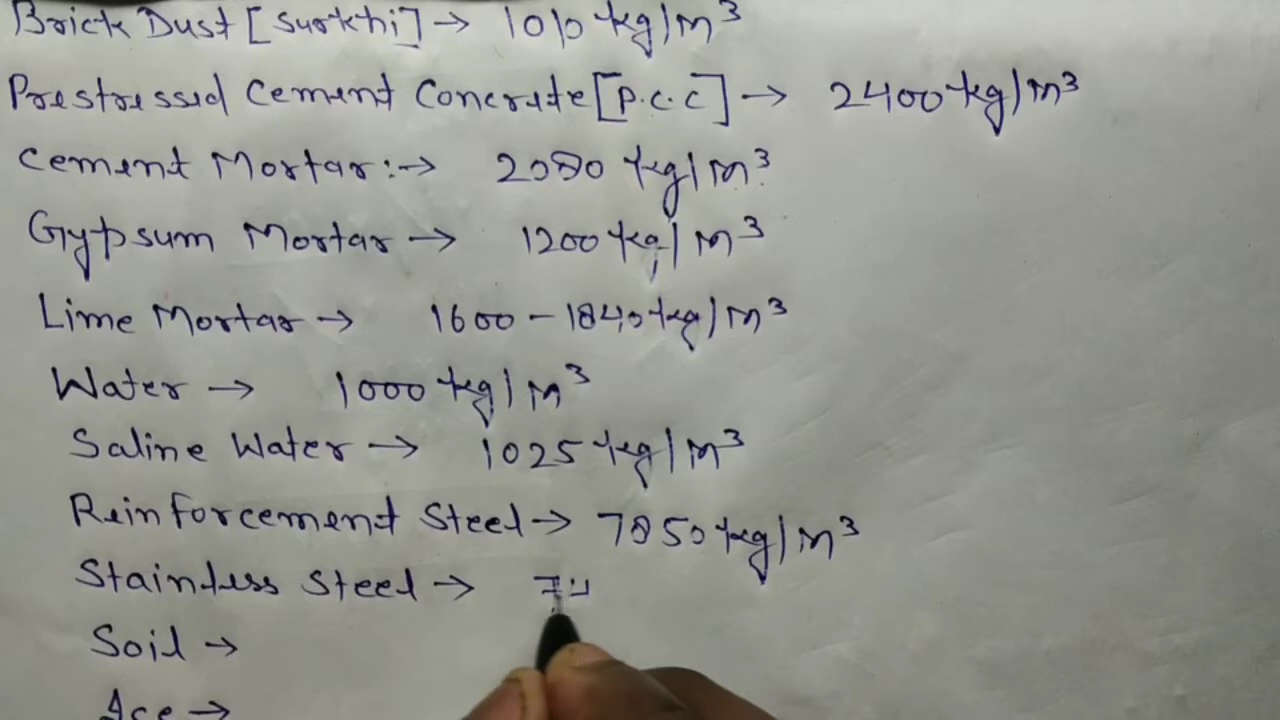 Brick Dust [Surkhi] → 1010 kg/m³
Prestressed Cement Concrete [P.C.C] → 2400 kg/m³
Cement Mortar :→ 2080 kg/m³
Gypsum Mortar → 1200 kg/m³
Lime Mortar → 1600 - 1840 kg/m³
Water → 1000 kg/m³
Saline Water → 1025 kg/m³
Reinforcement Steel → 7850 kg/m³
Stainless Steel → 74
Soil →